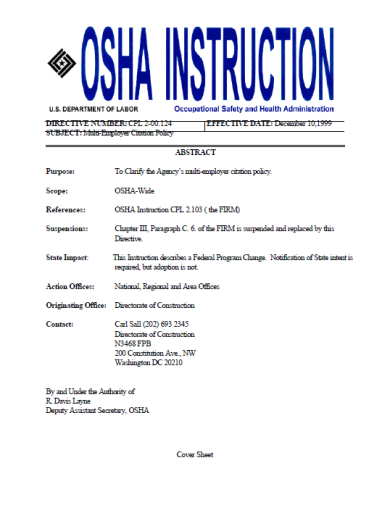 OSHA INSTRUCTION
U.S. DEPARTMENT OF LABOR Occupational Safety and Health Administration
DIRECTIVE NUMBER: CPL 2-00.124 EFFECTIVE DATE: December 10,1999
SUBJECT: Multi-Employer Citation Policy
ABSTRACT
Purpose: To Clarify the Agency's multi-employer citation policy.
Scope: OSHA-Wide
References: OSHA Instruction CPL 2.103 ( the FIRM)
Suspensions: Chapter III, Paragraph C. 6. of the FIRM is suspended and replaced by this
Directive.
State Impact: This Instruction describes a Federal Program Change. Notification of State intent is
required, but adoption is not.
Action Offices: National, Regional and Area Offices
Originating Office: Directorate of Construction
Contact: Carl Sall (202) 693 2345
Directorate of Construction
N3468 FPB
200 Constitution Ave., NW
Washington DC 20210
By and Under the Authority of
R. Davis Layne
Deputy Assistant Secretary, OSHA
Cover Sheet